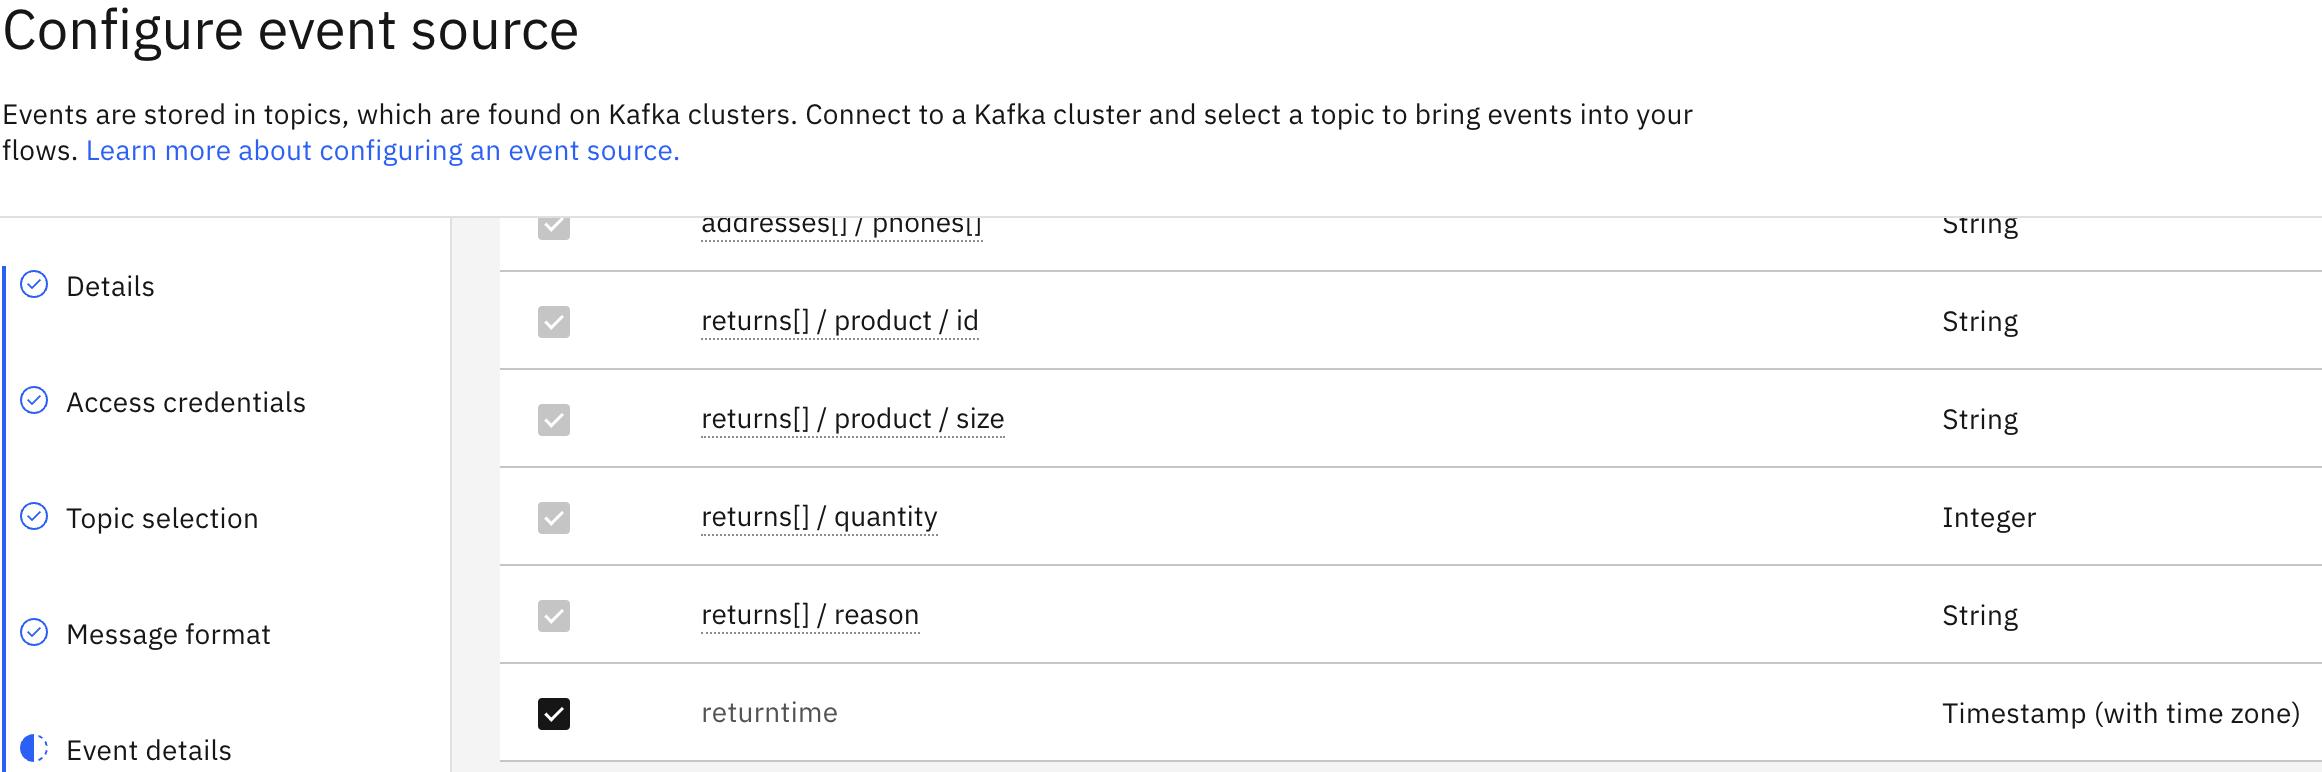 Configure event source
Events are stored in topics, which are found on Kafka clusters. Connect to a Kafka cluster and select a topic to bring events into your
flows. Learn more about configuring an event source.
Details
Access credentials
Topic selection
Message format
Event details
addresses[] / phones[] String
returns[] / product / id String
returns[] / product / size String
returns[] / quantity Integer
returns[] / reason String
returntime Timestamp (with time zone)